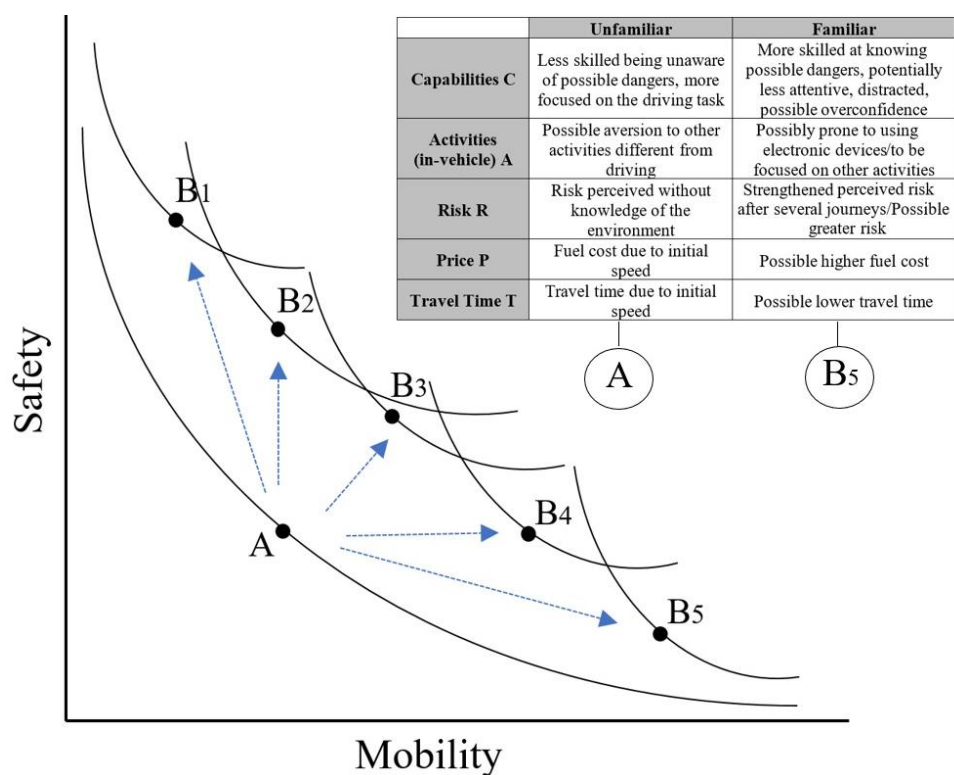 Unfamiliar Familiar
Capabilities C
Less skilled being unaware
of possible dangers, more
focused on the driving task
More skilled at knowing
possible dangers, potentially
less attentive, distracted,
possible overconfidence
Activities
(in-vehicle) A
Possible aversion to other
activities different from
driving
Possibly prone to using
electronic devices/to be
focused on other activities
Risk R
Risk perceived without
knowledge of the
environment
Strengthened perceived risk
after several journeys/Possible
greater risk
Price P
Fuel cost due to initial
speed
Possible higher fuel cost
Travel Time T
Travel time due to initial
speed
Possible lower travel time
A
B5
B1
B2
B3
B4
B5
A
Safety
Mobility